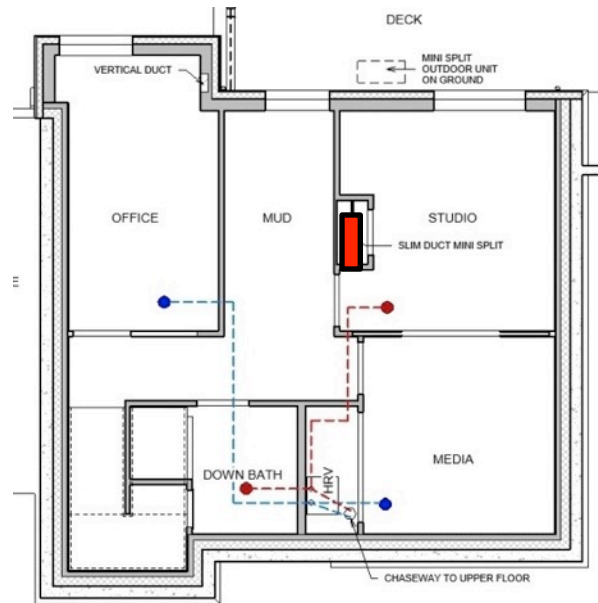 DECK
MINI SPLIT
OUTDOOR UNIT
ON GROUND
VERTICAL DUCT
OFFICE
MUD
STUDIO
SLIM DUCT MINI SPLIT
MEDIA
DOWN BATH
HRV
CHASEWAY TO UPPER FLOOR